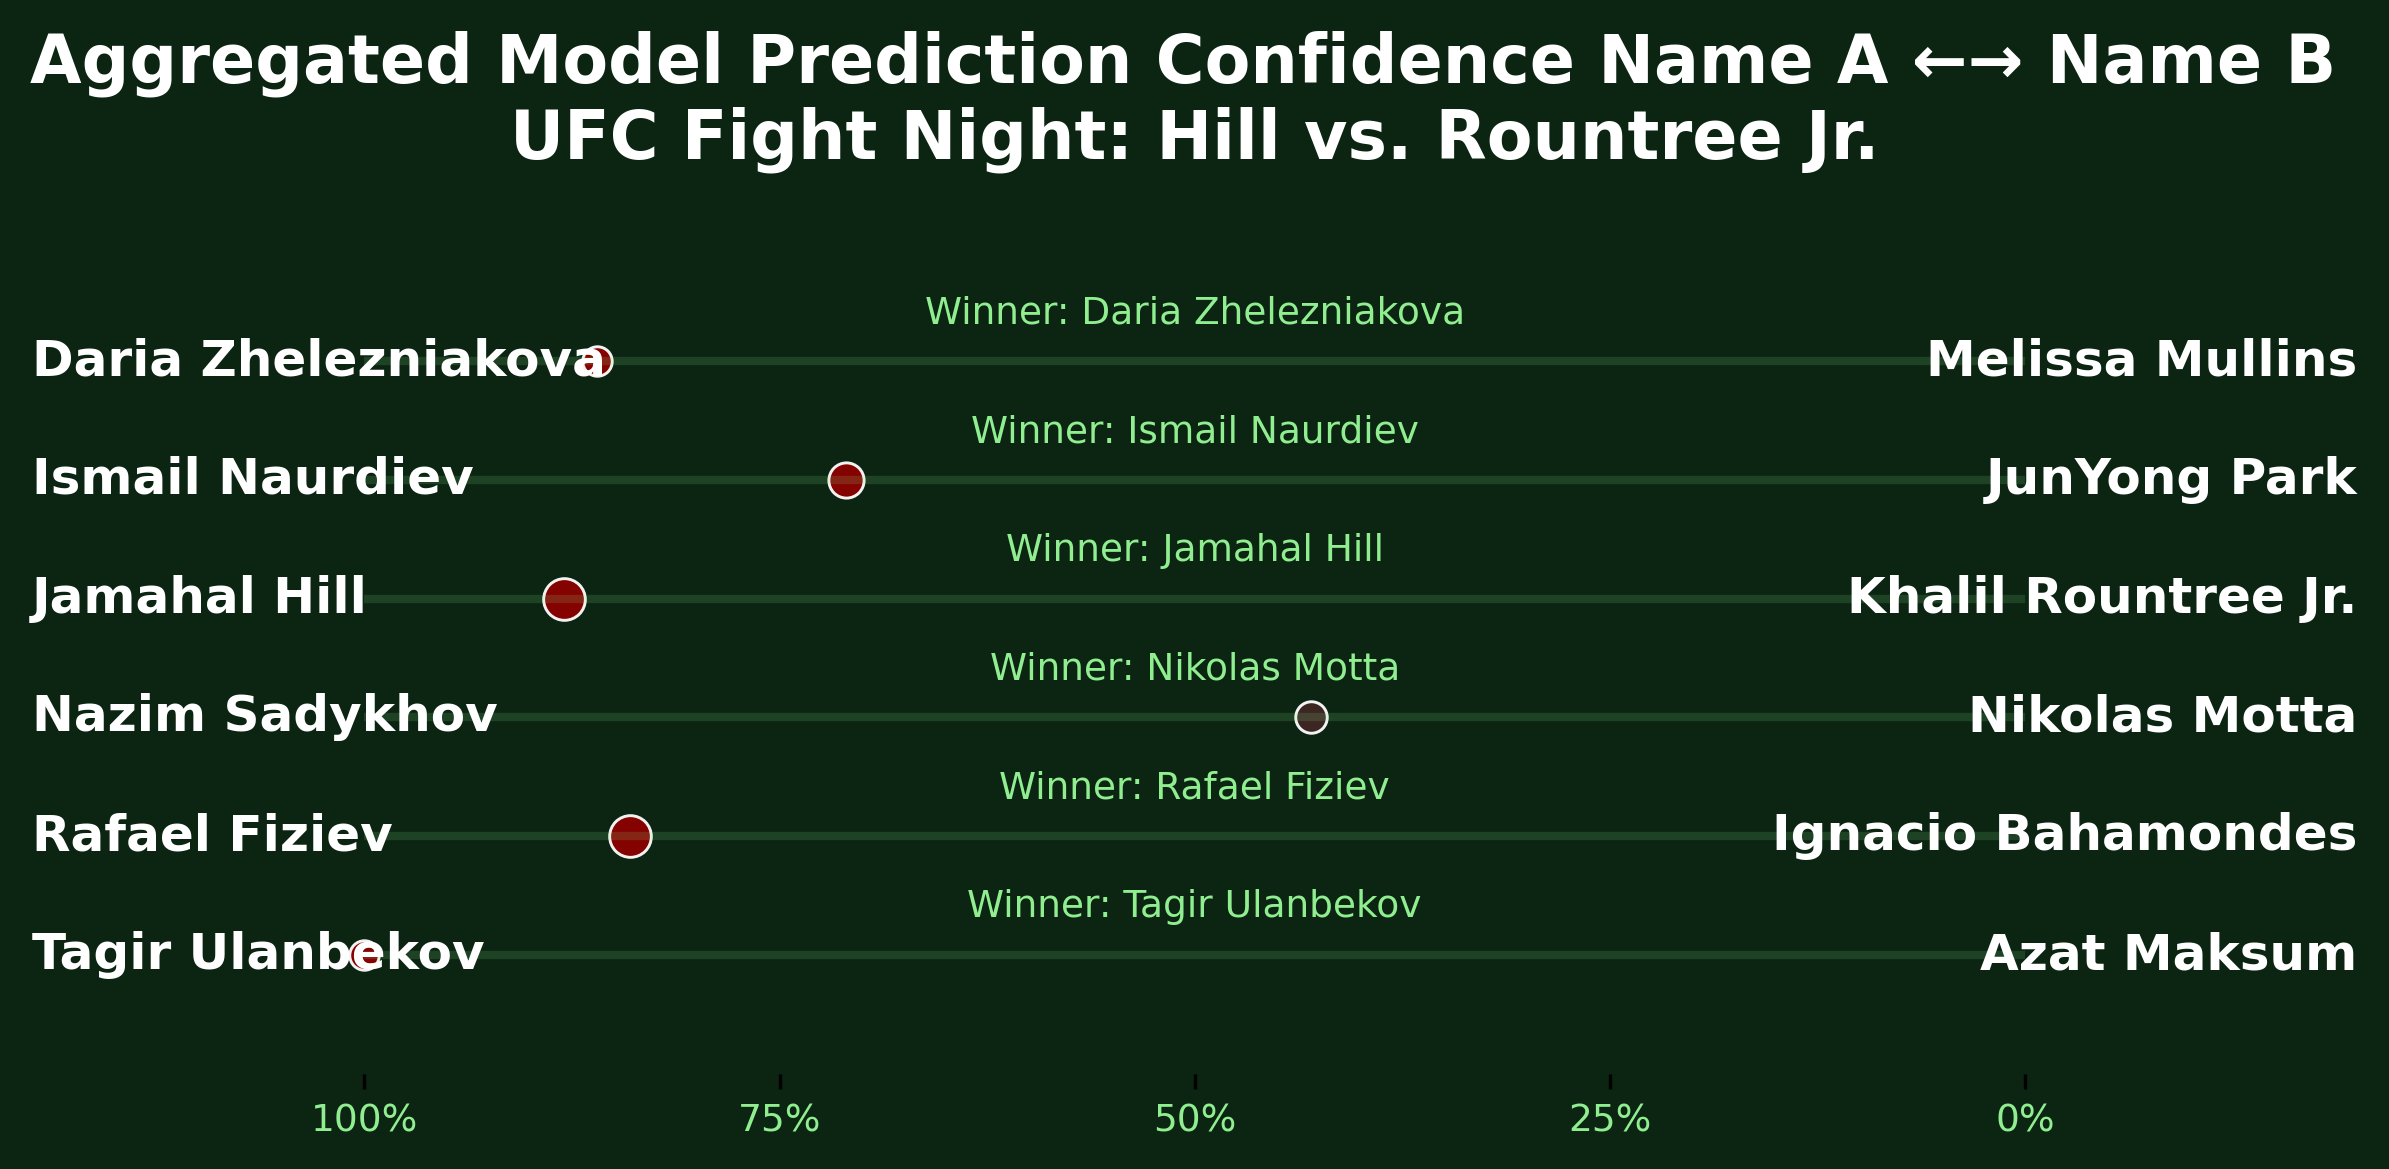 Aggregated Model Prediction Confidence Name A ←→ Name B
UFC Fight Night: Hill vs. Rountree Jr.
Winner: Daria Zhelezniakova
Daria Zhelezniakova Melissa Mullins
Winner: Ismail Naurdiev
Ismail Naurdiev JunYong Park
Winner: Jamahal Hill
Jamahal Hill Khalil Rountree Jr.
Winner: Nikolas Motta
Nazim Sadykhov Nikolas Motta
Winner: Rafael Fiziev
Rafael Fiziev Ignacio Bahamondes
Winner: Tagir Ulanbekov
Tagir Ulanbekov Azat Maksum
100% 75% 50% 25% 0%